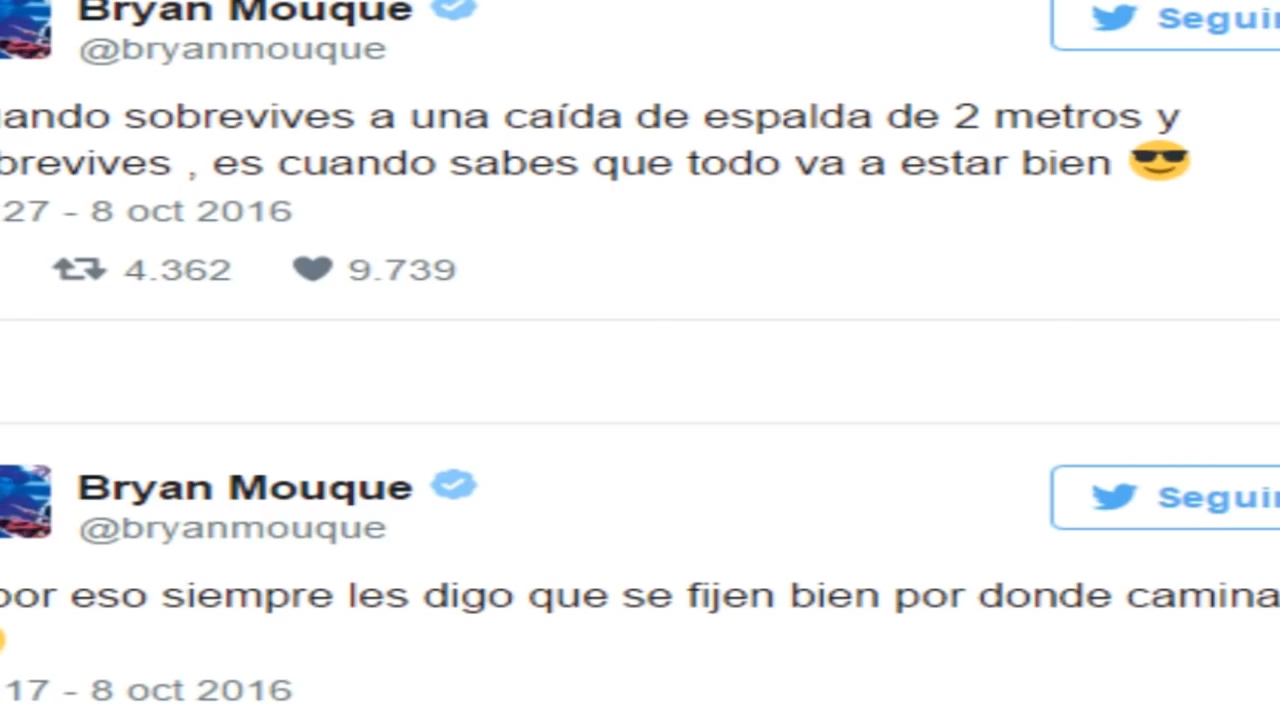 Bryan Mouque
@bryanmouque
Seguir
ando sobrevives a una caída de espalda de 2 metros y
brevives , es cuando sabes que todo va a estar bien 😎
27 - 8 oct 2016
4.362 9.739
Bryan Mouque
@bryanmouque
Seguir
por eso siempre les digo que se fijen bien por donde camina
17 - 8 oct 2016